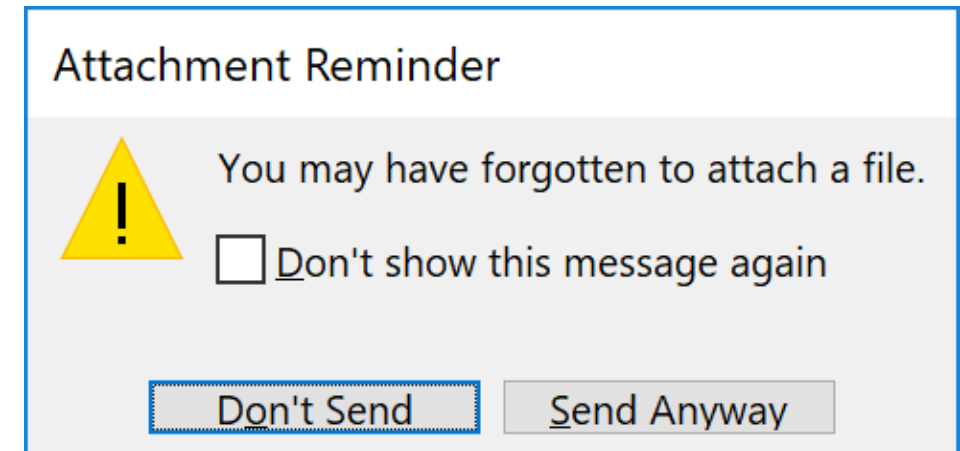 Attachment Reminder
You may have forgotten to attach a file.
Don't show this message again
Don't Send
Send Anyway